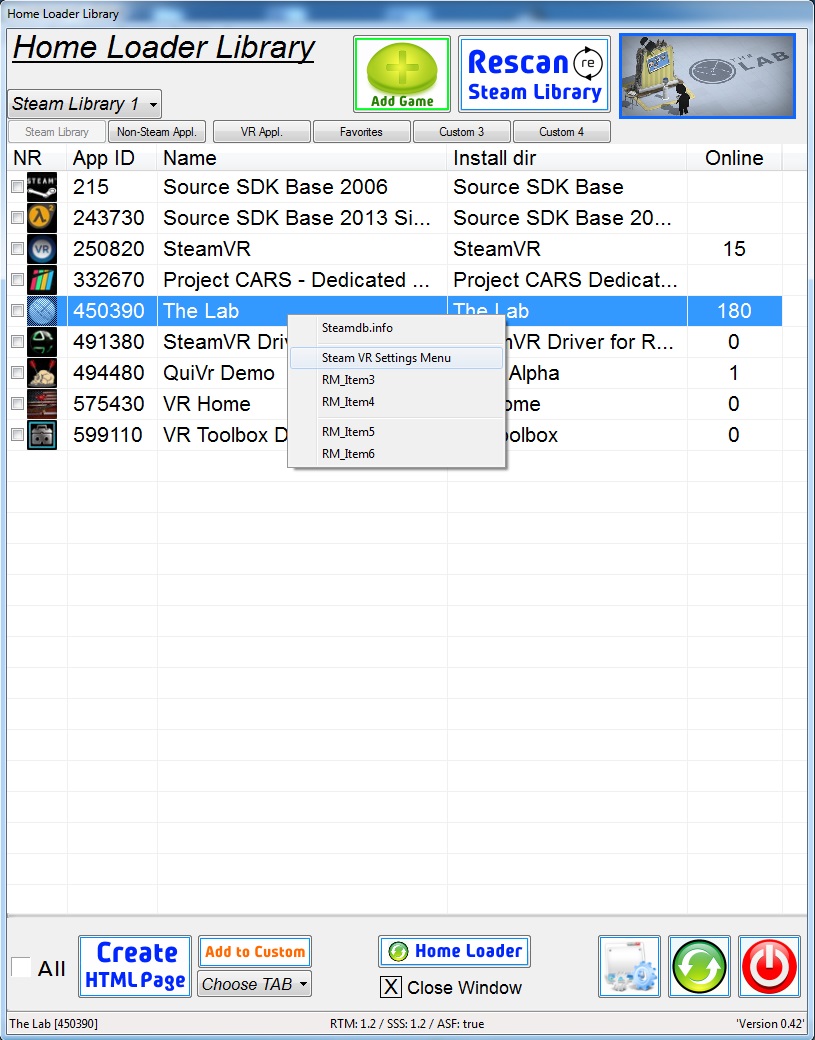 Home Loader Library
Home Loader Library
Add Game
Rescan re
Steam Library
THE LAB
Steam Library 1
Steam Library Non-Steam Appl. VR Appl. Favorites Custom 3 Custom 4
NR App ID Name Install dir Online
STEAM 215 Source SDK Base 2006 Source SDK Base
2 243730 Source SDK Base 2013 Si... Source SDK Base 20...
VR 250820 SteamVR SteamVR 15
332670 Project CARS - Dedicated ... Project CARS Dedicat...
450390 The Lab The Lab 180
491380 SteamVR Driv mVR Driver for R... 0
494480 QuiVr Demo Alpha 1
575430 VR Home ome 0
599110 VR Toolbox D oolbox 0
Steamdb.info
Steam VR Settings Menu
RM_Item3
RM_Item4
RM_Item5
RM_Item6
All
Create
HTML Page
Add to Custom
Choose TAB
Home Loader
X Close Window
The Lab [450390] RTM: 1.2 / SSS: 1.2 / ASF: true 'Version 0.42'